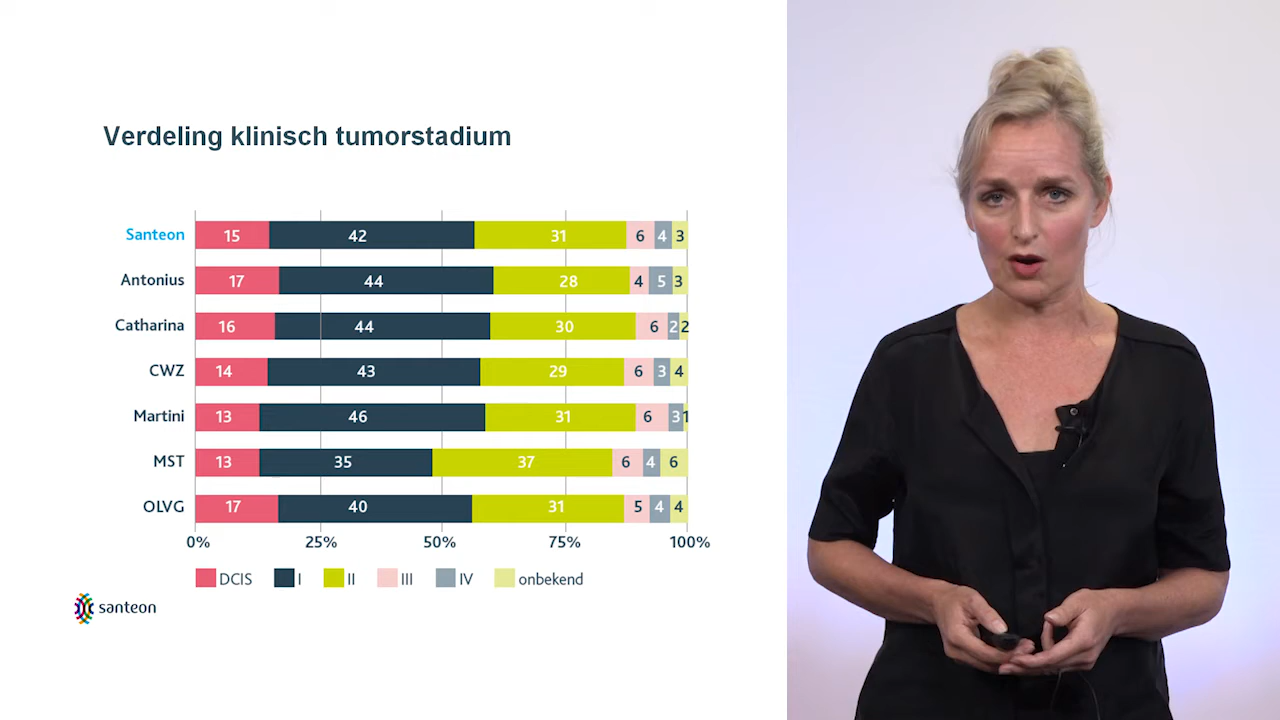 Verdeling klinisch tumorstadium
Santeon 15 42 31 6 4 3
Antonius 17 44 28 4 5 3
Catharina 16 44 30 6 2 2
CWZ 14 43 29 6 3 4
Martini 13 46 31 6 3 1
MST 13 35 37 6 4 6
OLVG 17 40 31 5 4 4
0% 25% 50% 75% 100%
DCIS I II III IV onbekend
santeon